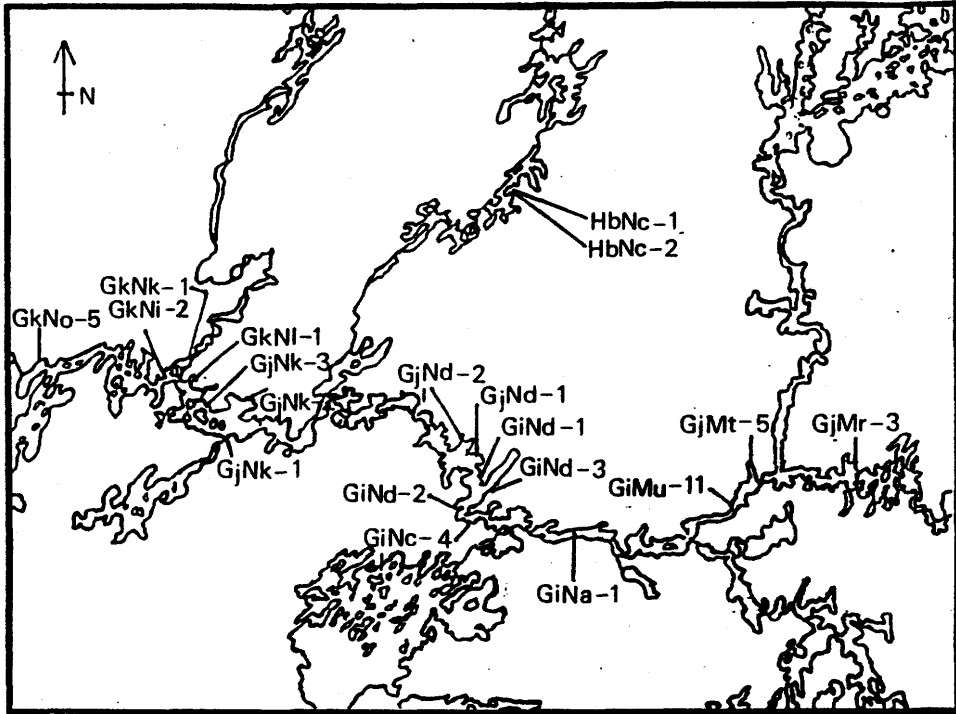 N
HbNc-1
HbNc-2
GkNk-1
GkNo-5
GkNi-2
GkNi-1
GjNk-3
GjNk-
GjNd-2
GjNd-1
GiNd-1
GjMt-5
GjMr-3
GjNk-1
GiNd-3
GiNd-2
GiMu-11
GiNc-4
GiNa-1